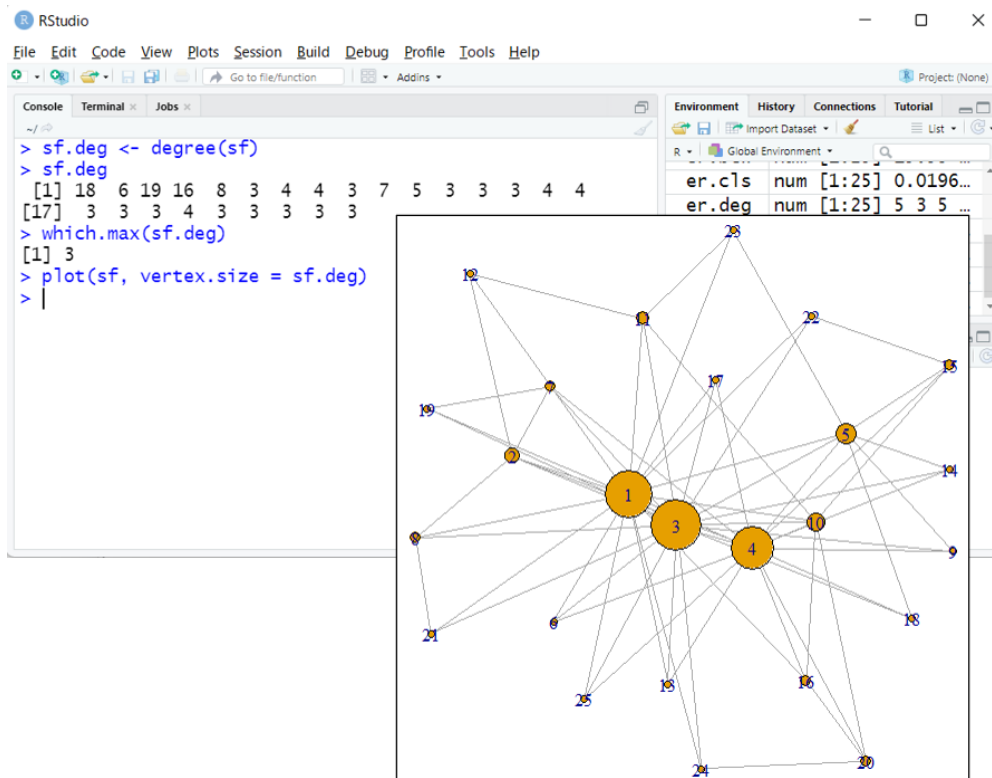 RStudio
File Edit Code View Plots Session Build Debug Profile Tools Help
Go to file/function Addins Project: (None)
Console Terminal Jobs
~/
> sf.deg <- degree(sf)
> sf.deg
[1] 18 6 19 16 8 3 4 4 3 7 5 3 3 3 4 4
[17] 3 3 3 4 3 3 3 3 3
> which.max(sf.deg)
[1] 3
> plot(sf, vertex.size = sf.deg)
>
Environment History Connections Tutorial
Import Dataset List
R Global Environment
er.cls num [1:25] 0.0196…
er.deg num [1:25] 5 3 5 …
23
12
11
22
17
15
7
19
5
2
14
1
10
3
4
8
9
18
6
21
16
13
25
20
24